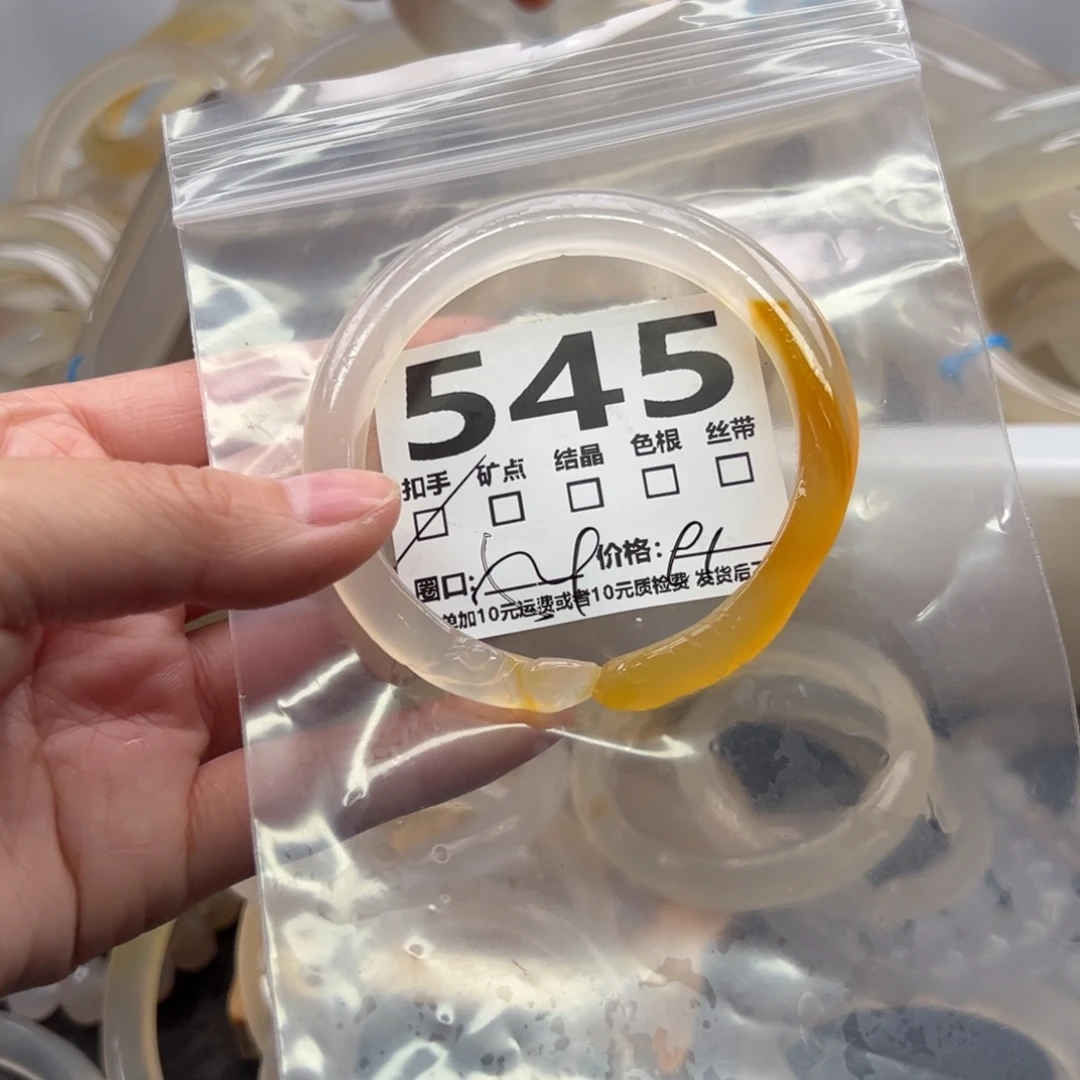 545
扣手 矿点 结晶 色根 丝带
圈口: 价格:
单加10元运费或者10元质检费 发货后